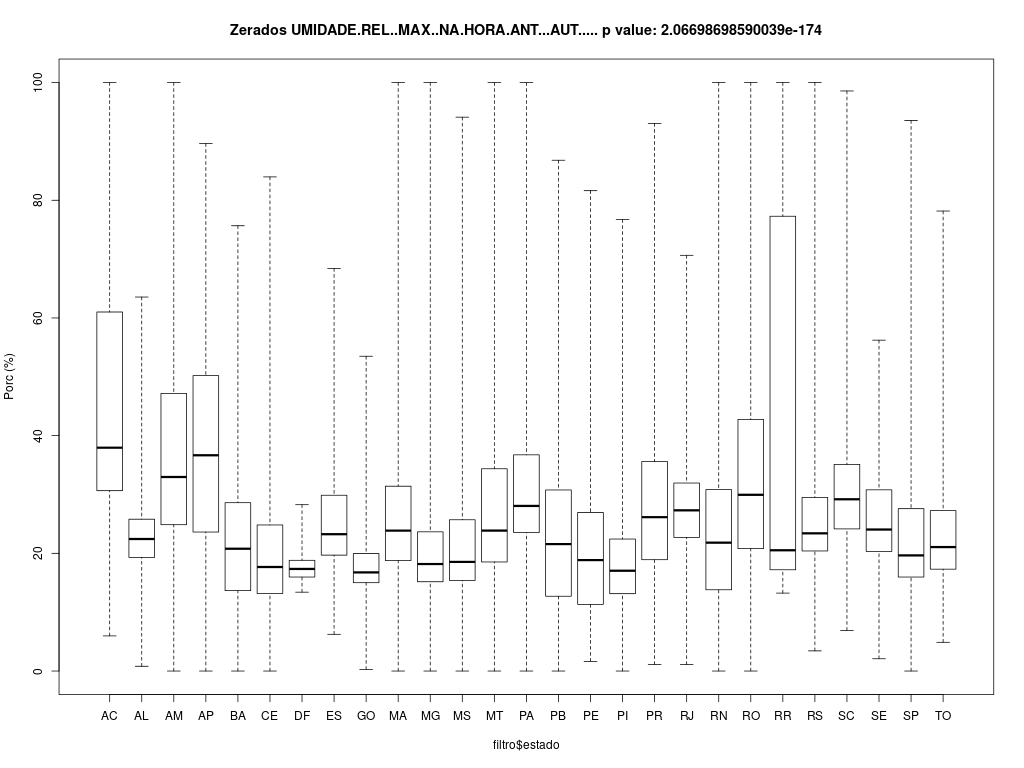 Zerados UMIDADE.REL..MAX..NA.HORA.ANT...AUT..... p value: 2.06698698590039e-174
100
80
60
40
20
0
Porc (%)
AC AL AM AP BA CE DF ES GO MA MG MS MT PA PB PE PI PR RJ RN RO RR RS SC SE SP TO
filtro$estado